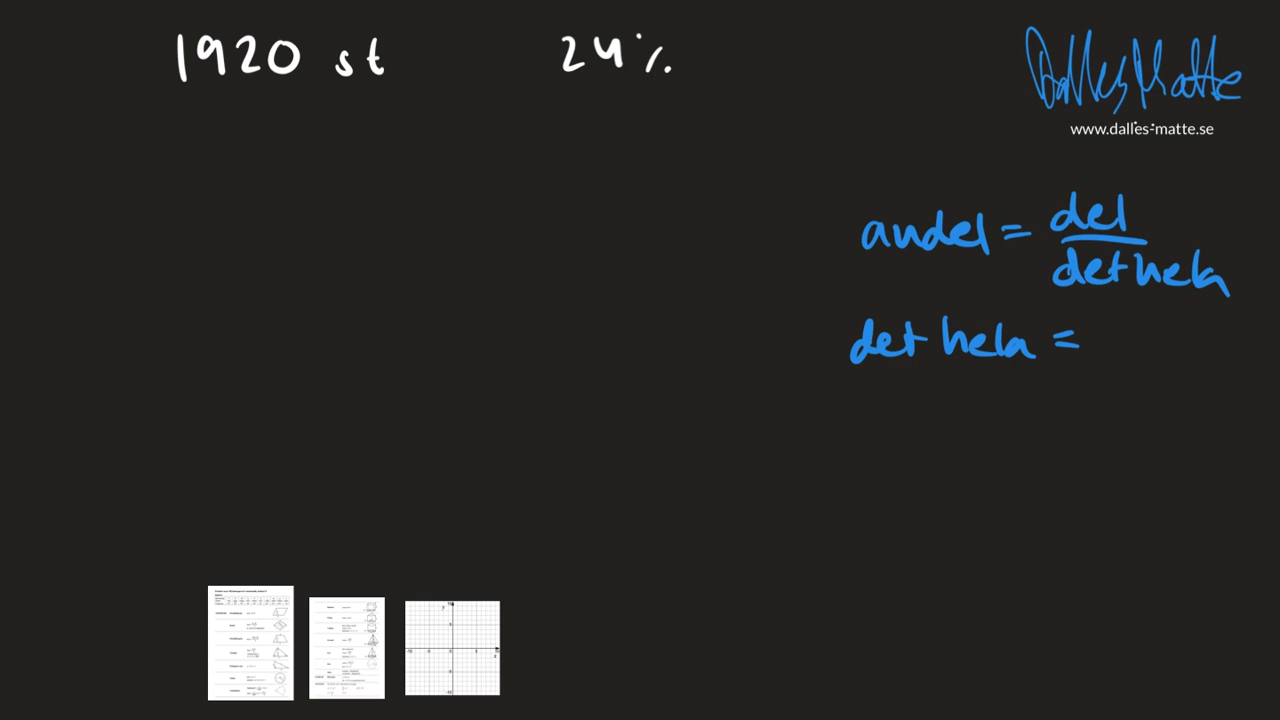 1920 st 24%
Dalles Matte
www.dalles-matte.se
andel = del / det hela
det hela =